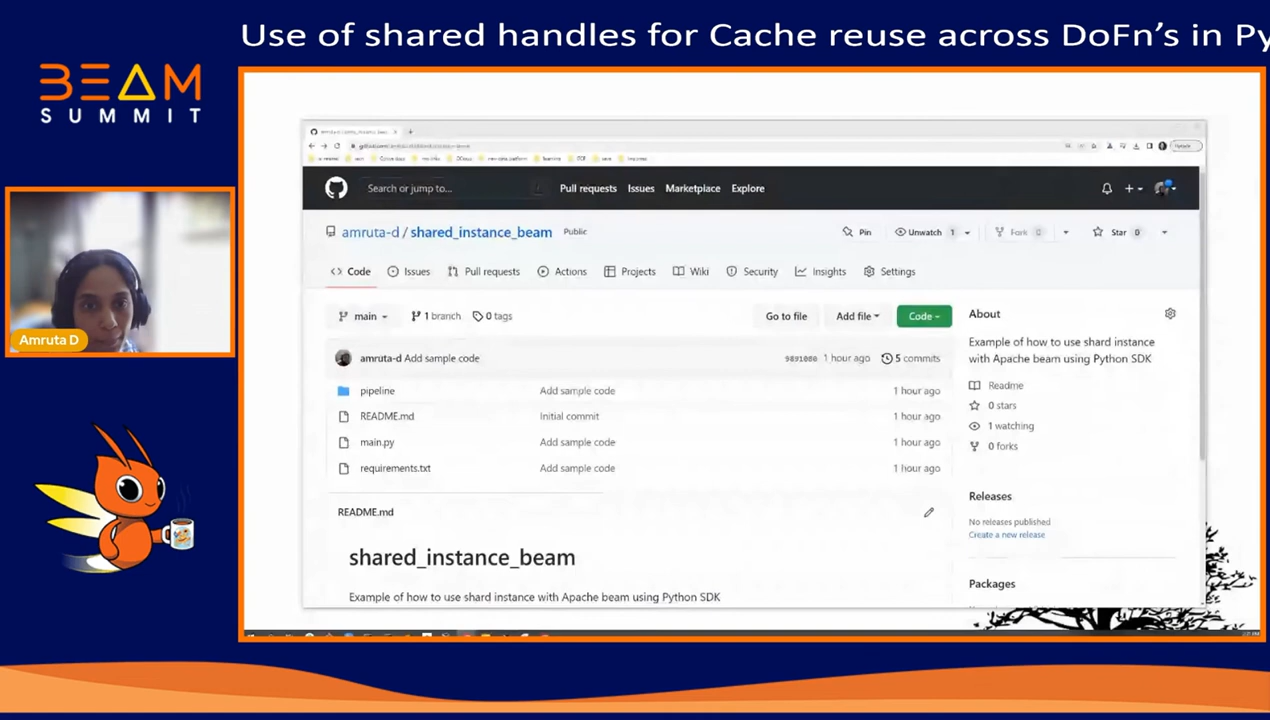 Use of shared handles for Cache reuse across DoFn's in Py
BEAM
SUMMIT
Amruta D
Search or jump to...
Pull requests Issues Marketplace Explore
amruta-d / shared_instance_beam Public
Pin Unwatch 1 Fork 0 Star 0
Code Issues Pull requests Actions Projects Wiki Security Insights Settings
main 1 branch 0 tags Go to file Add file Code
amruta-d Add sample code 1 hour ago 5 commits
pipeline Add sample code 1 hour ago
README.md Initial commit 1 hour ago
main.py Add sample code 1 hour ago
requirements.txt Add sample code 1 hour ago
README.md
shared_instance_beam
Example of how to use shard instance with Apache beam using Python SDK
About
Example of how to use shard instance
with Apache beam using Python SDK
Readme
0 stars
1 watching
0 forks
Releases
No releases published
Create a new release
Packages